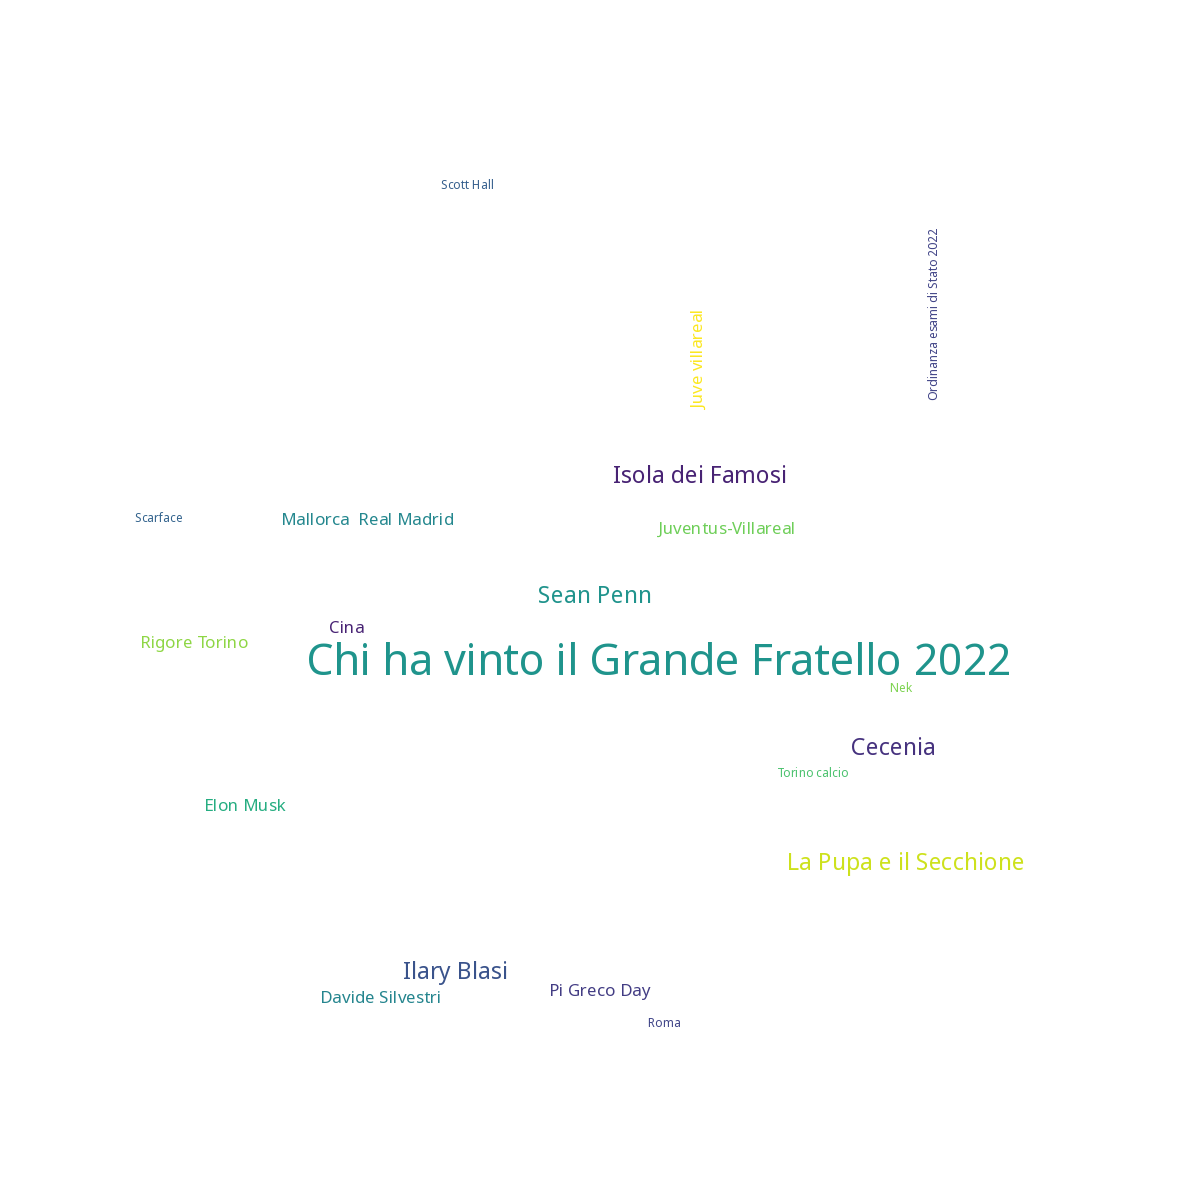 Scott Hall
Ordinanza esami di Stato 2022
Juve villareal
Isola dei Famosi
Scarface
Mallorca  Real Madrid
Juventus-Villareal
Sean Penn
Cina
Rigore Torino
Chi ha vinto il Grande Fratello 2022
Nek
Cecenia
Torino calcio
Elon Musk
La Pupa e il Secchione
Ilary Blasi
Pi Greco Day
Davide Silvestri
Roma